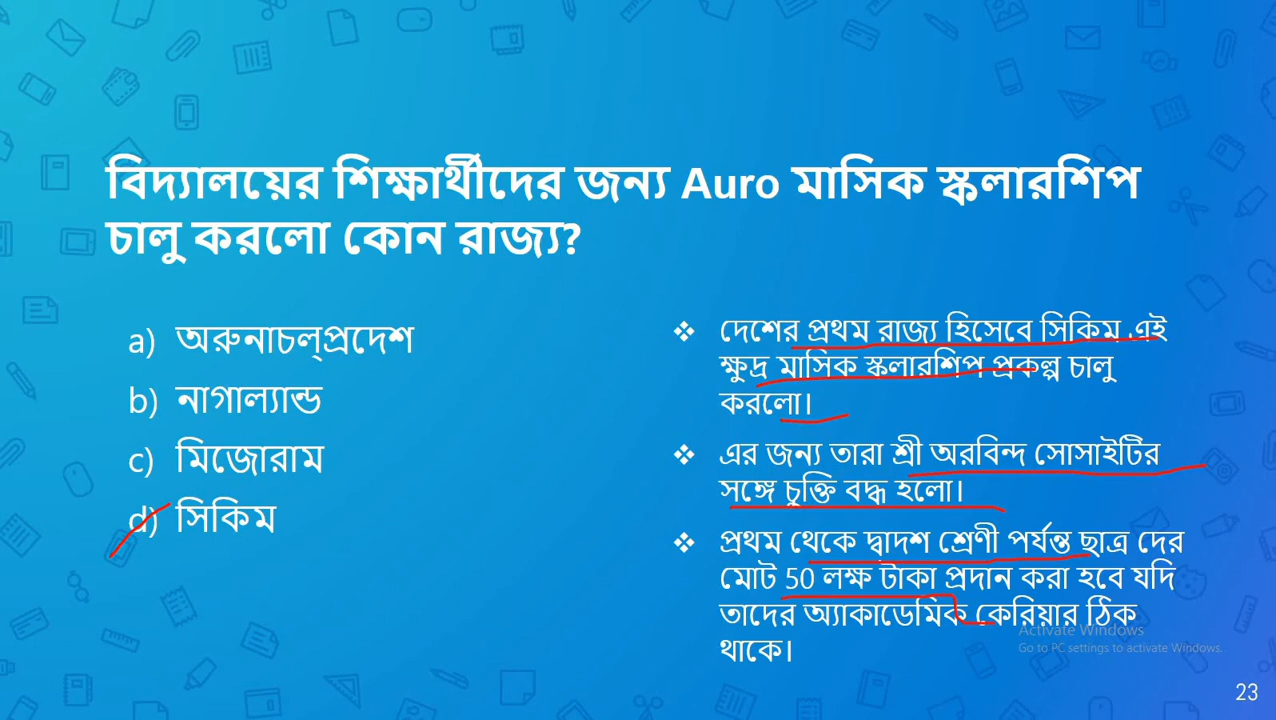 বিদ্যালয়ের শিক্ষার্থীদের জন্য Auro মাসিক স্কলারশিপ
চালু করলো কোন রাজ্য?
a) অরুনাচল্প্রদেশ
b) নাগাল্যান্ড
c) মিজোরাম
d) সিকিম
❖ দেশের প্রথম রাজ্য হিসেবে সিকিম এই
ক্ষুদ্র মাসিক স্কলারশিপ প্রকল্প চালু
করলো।
❖ এর জন্য তারা শ্রী অরবিন্দ সোসাইটির
সঙ্গে চুক্তি বদ্ধ হলো।
❖ প্রথম থেকে দ্বাদশ শ্রেণী পর্যন্ত ছাত্র দের
মোট 50 লক্ষ টাকা প্রদান করা হবে যদি
তাদের অ্যাকাডেমিক কেরিয়ার ঠিক
থাকে।
Activate Windows
Go to PC settings to activate Windows.
23